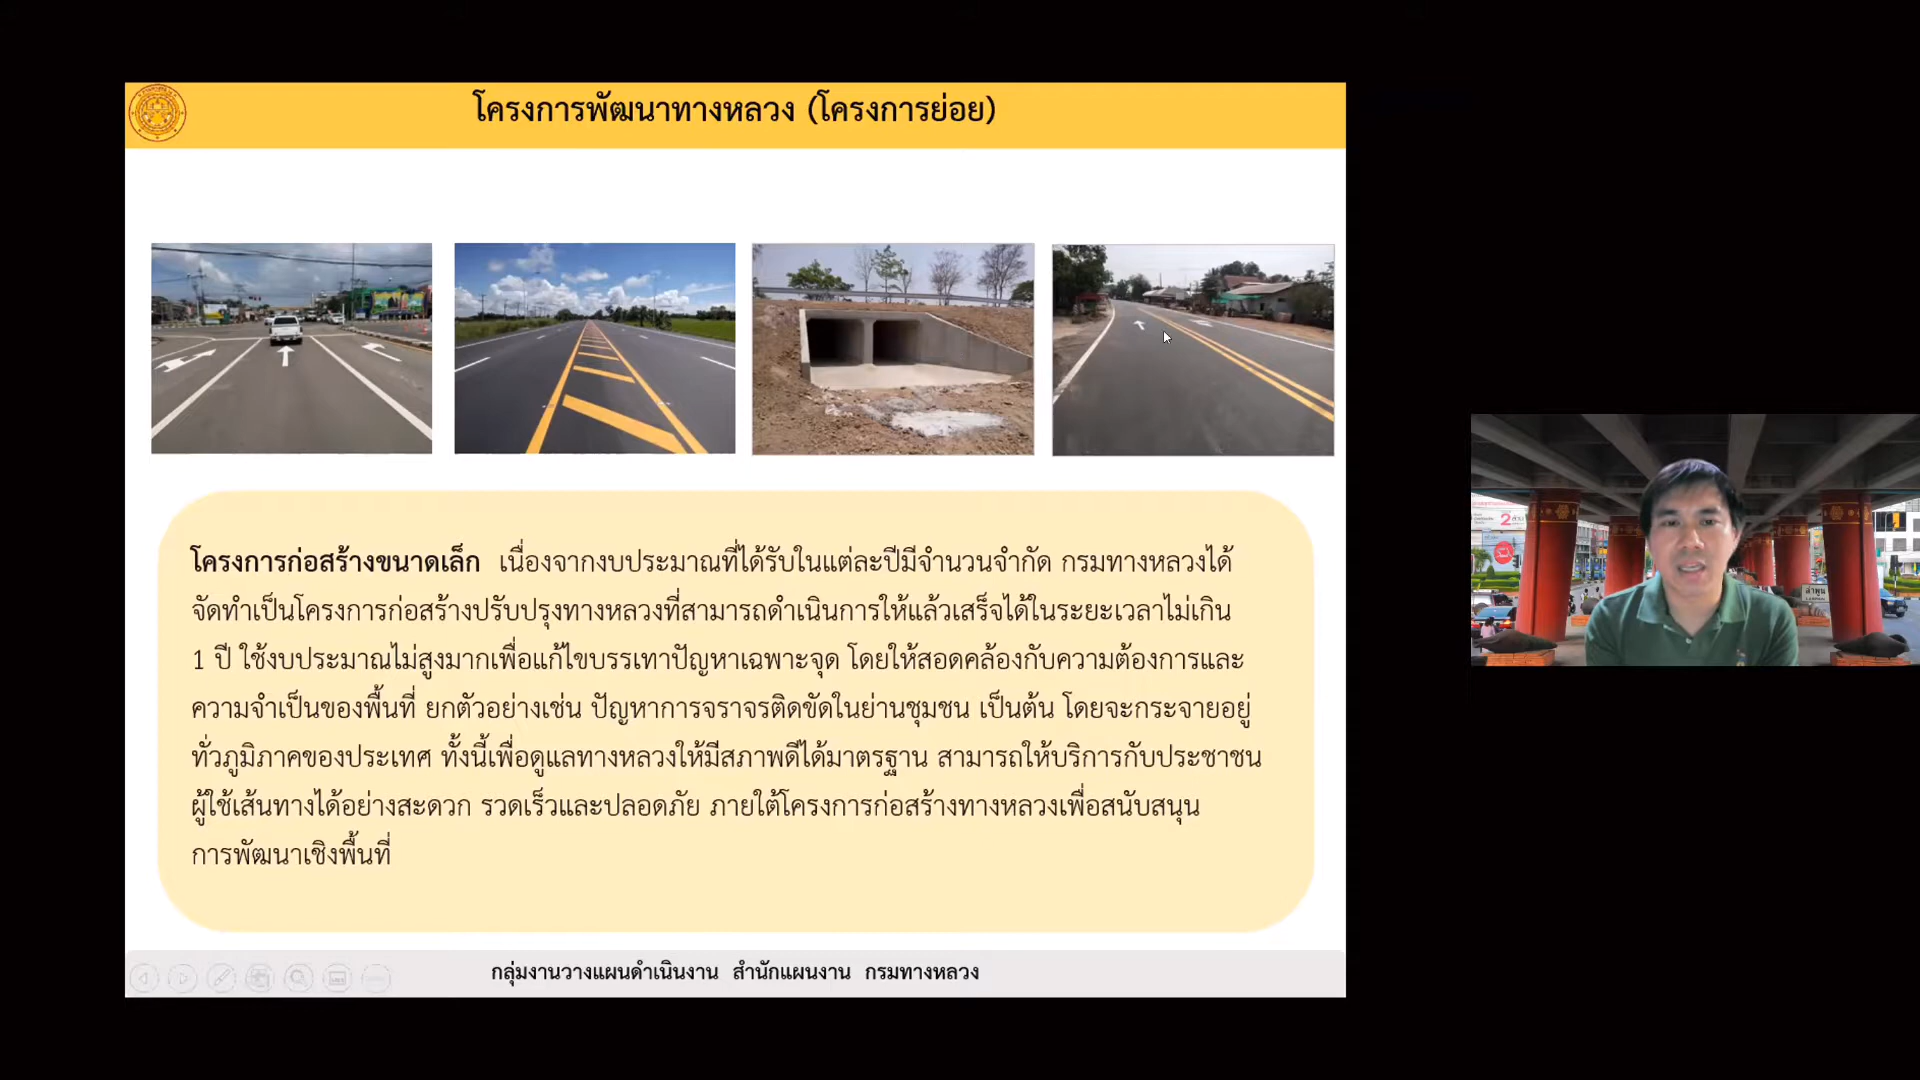 โครงการพัฒนาทางหลวง (โครงการย่อย)
โครงการก่อสร้างขนาดเล็ก เนื่องจากงบประมาณที่ได้รับในแต่ละปีมีจำนวนจำกัด กรมทางหลวงได้
จัดทำเป็นโครงการก่อสร้างปรับปรุงทางหลวงที่สามารถดำเนินการให้แล้วเสร็จได้ในระยะเวลาไม่เกิน
1 ปี ใช้งบประมาณไม่สูงมากเพื่อแก้ไขบรรเทาปัญหาเฉพาะจุด โดยให้สอดคล้องกับความต้องการและ
ความจำเป็นของพื้นที่ ยกตัวอย่างเช่น ปัญหาการจราจรติดขัดในย่านชุมชน เป็นต้น โดยจะกระจายอยู่
ทั่วภูมิภาคของประเทศ ทั้งนี้เพื่อดูแลทางหลวงให้มีสภาพดีได้มาตรฐาน สามารถให้บริการกับประชาชน
ผู้ใช้เส้นทางได้อย่างสะดวก รวดเร็วและปลอดภัย ภายใต้โครงการก่อสร้างทางหลวงเพื่อสนับสนุน
การพัฒนาเชิงพื้นที่
กลุ่มงานวางแผนดำเนินงาน สำนักแผนงาน กรมทางหลวง
2
ลำพูน